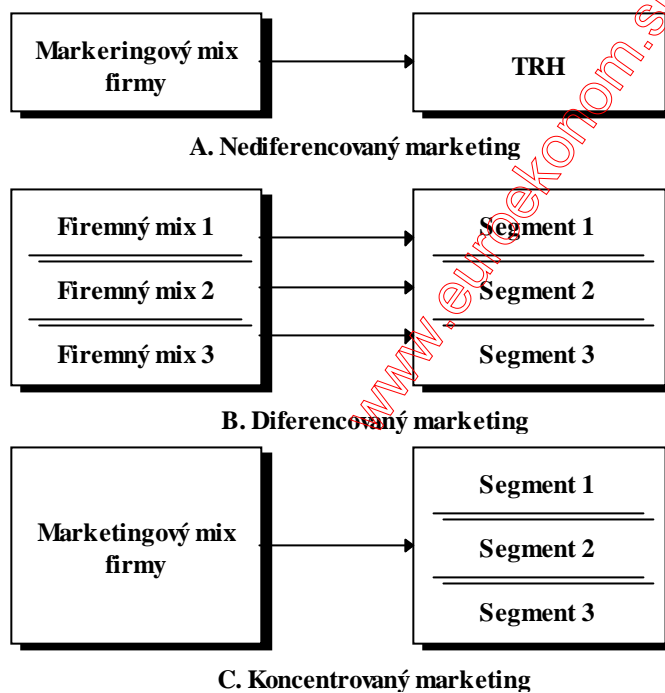 Markeringový mix
firmy
TRH
A. Nediferencovaný marketing
Firemný mix 1
Segment 1
Firemný mix 2
Segment 2
Firemný mix 3
Segment 3
B. Diferencovaný marketing
Marketingový mix
firmy
Segment 1
Segment 2
Segment 3
C. Koncentrovaný marketing
www.euroekonom.s